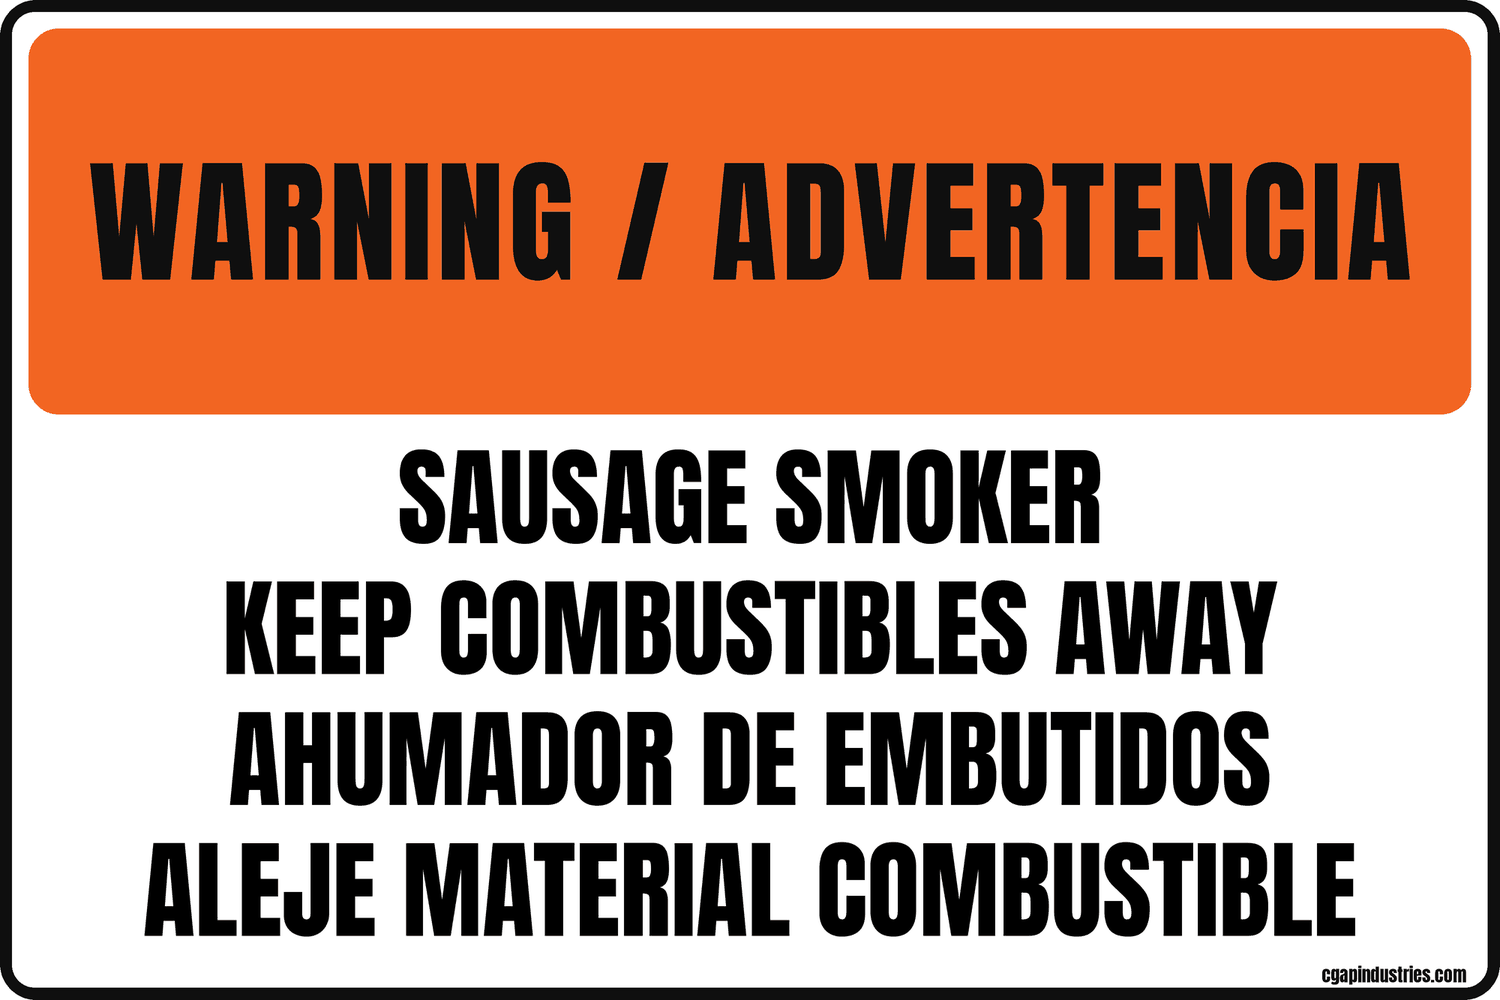 WARNING / ADVERTENCIA
SAUSAGE SMOKER
KEEP COMBUSTIBLES AWAY
AHUMADOR DE EMBUTIDOS
ALEJE MATERIAL COMBUSTIBLE
cgapindustries.com